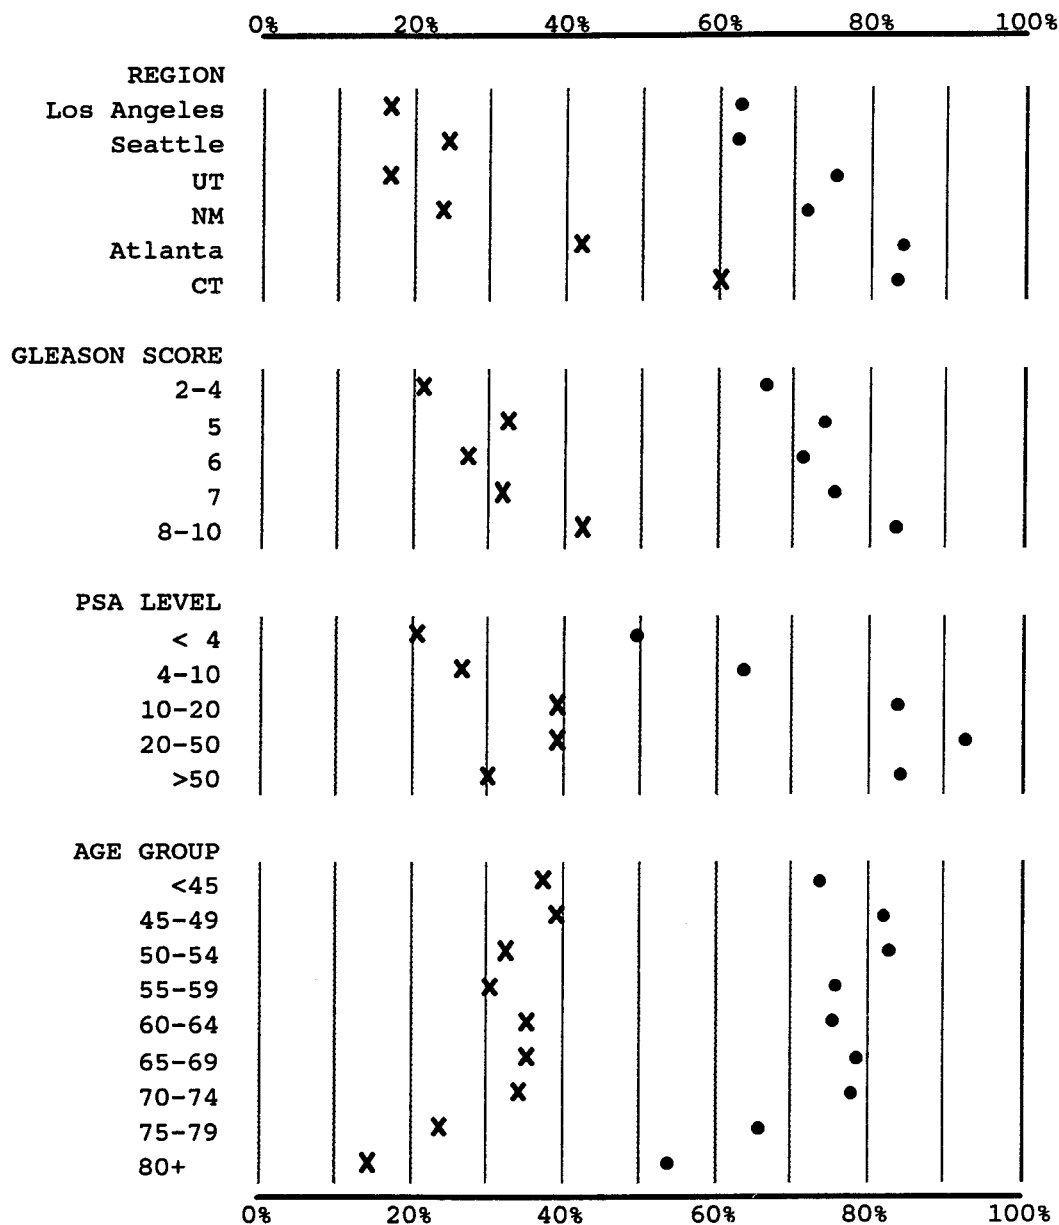 0% 20% 40% 60% 80% 100%
REGION
Los Angeles
Seattle
UT
NM
Atlanta
CT
GLEASON SCORE
2-4
5
6
7
8-10
PSA LEVEL
< 4
4-10
10-20
20-50
>50
AGE GROUP
<45
45-49
50-54
55-59
60-64
65-69
70-74
75-79
80+
0% 20% 40% 60% 80% 100%